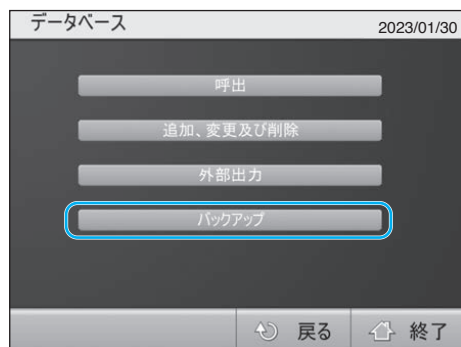 データベース
2023/01/30
呼出
追加、変更及び削除
外部出力
バックアップ
戻る
終了